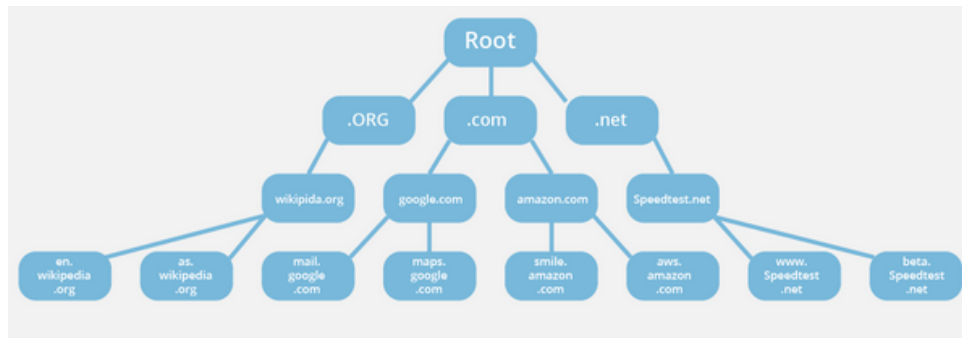 Root
.ORG
.com
.net
wikipida.org
google.com
amazon.com
Speedtest.net
en.
wikipedia
.org
as.
wikipedia
.org
mail.
google
.com
maps.
google
.com
smile.
amazon
.com
aws.
amazon
.com
www.
Speedtest
.net
beta.
Speedtest
.net